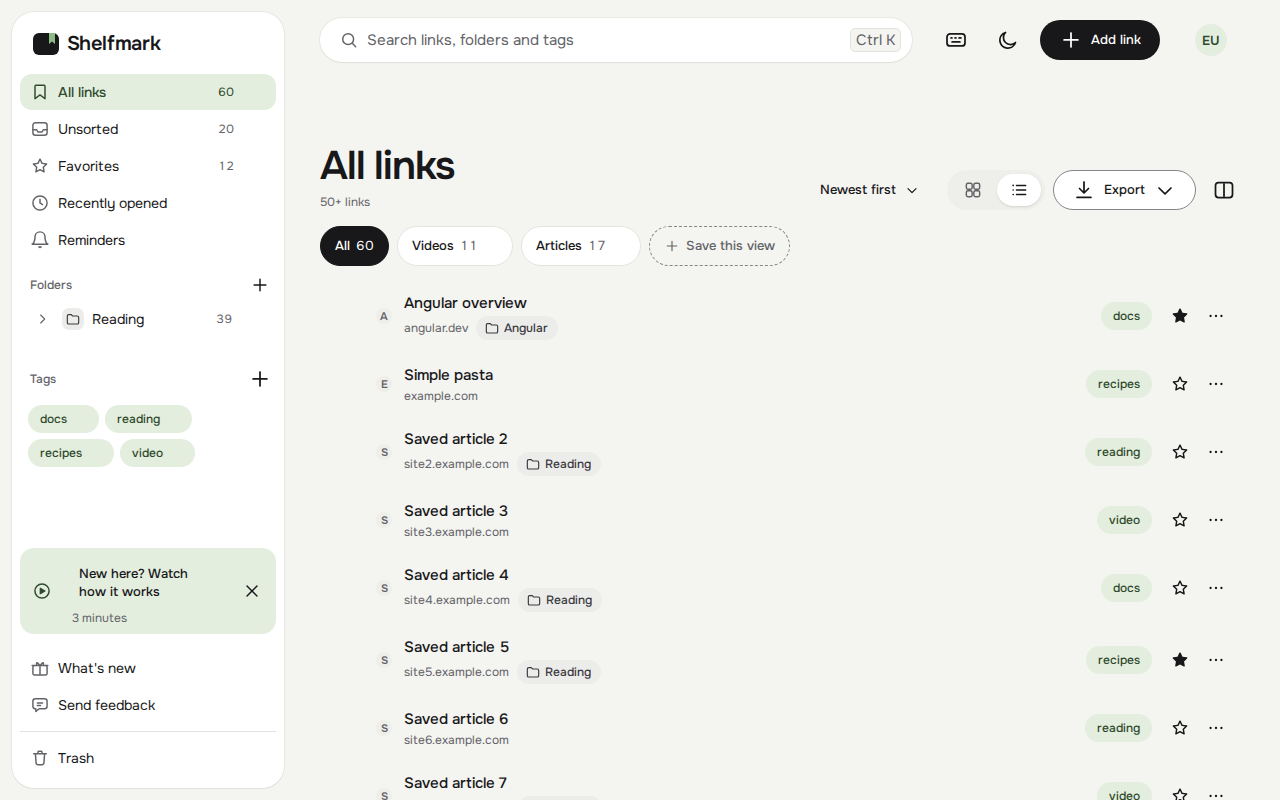 Shelfmark
All links 60
Unsorted 20
Favorites 12
Recently opened
Reminders
Folders
Reading 39
Tags
docs reading
recipes video
New here? Watch
how it works
3 minutes
What's new
Send feedback
Trash
Search links, folders and tags Ctrl K
Add link
EU
All links
50+ links
Newest first
Export
All 60 Videos 11 Articles 17 Save this view
A Angular overview
angular.dev Angular
docs
E Simple pasta
example.com
recipes
S Saved article 2
site2.example.com Reading
reading
S Saved article 3
site3.example.com
video
S Saved article 4
site4.example.com Reading
docs
S Saved article 5
site5.example.com Reading
recipes
S Saved article 6
site6.example.com
reading
S Saved article 7
video